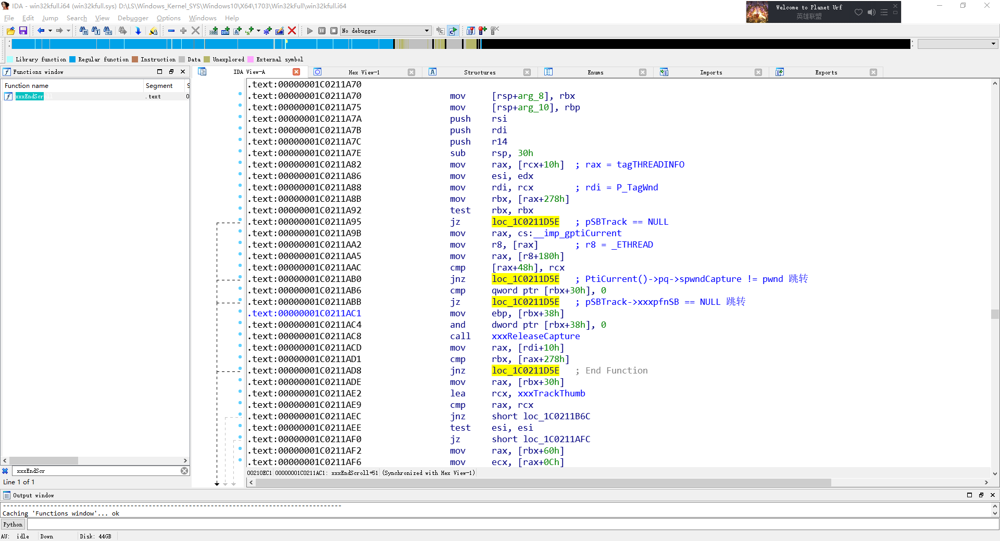 IDA - win32kfull.i64 (win32kfull.sys) D:\LS\Windows_Kernel_SYS\Windows10\X64\1703\Win32kFull\win32kfull.i64
Welcome to Planet Urf
英雄联盟
File Edit Jump Search View Debugger Options Windows Help
No debugger
Library function Regular function Instruction Data Unexplored External symbol
Functions window
IDA View-A Hex View-1 Structures Enums Imports Exports
Function name Segment S
xxxEndScroll .text 0
.text:00000001C0211A70
.text:00000001C0211A70 mov [rsp+arg_8], rbx
.text:00000001C0211A75 mov [rsp+arg_10], rbp
.text:00000001C0211A7A push rsi
.text:00000001C0211A7B push rdi
.text:00000001C0211A7C push r14
.text:00000001C0211A7E sub rsp, 30h
.text:00000001C0211A82 mov rax, [rcx+10h] ; rax = tagTHREADINFO
.text:00000001C0211A86 mov esi, edx
.text:00000001C0211A88 mov rdi, rcx ; rdi = P_TagWnd
.text:00000001C0211A8B mov rbx, [rax+278h]
.text:00000001C0211A92 test rbx, rbx
.text:00000001C0211A95 jz loc_1C0211D5E ; pSBTrack == NULL
.text:00000001C0211A9B mov rax, cs:__imp_gptiCurrent
.text:00000001C0211AA2 mov r8, [rax] ; r8 = _ETHREAD
.text:00000001C0211AA5 mov rax, [r8+180h]
.text:00000001C0211AAC cmp [rax+48h], rcx
.text:00000001C0211AB0 jnz loc_1C0211D5E ; PtiCurrent()->pq->spwndCapture != pwnd 跳转
.text:00000001C0211AB6 cmp qword ptr [rbx+30h], 0
.text:00000001C0211ABB jz loc_1C0211D5E ; pSBTrack->xxxpfnSB == NULL 跳转
.text:00000001C0211AC1 mov ebp, [rbx+38h]
.text:00000001C0211AC4 and dword ptr [rbx+38h], 0
.text:00000001C0211AC8 call xxxReleaseCapture
.text:00000001C0211ACD mov rax, [rdi+10h]
.text:00000001C0211AD1 cmp rbx, [rax+278h]
.text:00000001C0211AD8 jnz loc_1C0211D5E ; End Function
.text:00000001C0211ADE mov rax, [rbx+30h]
.text:00000001C0211AE2 lea rcx, xxxTrackThumb
.text:00000001C0211AE9 cmp rax, rcx
.text:00000001C0211AEC jnz short loc_1C0211B6C
.text:00000001C0211AEE test esi, esi
.text:00000001C0211AF0 jz short loc_1C0211AFC
.text:00000001C0211AF2 mov rax, [rbx+60h]
.text:00000001C0211AF6 mov ecx, [rax+0Ch]
xxxEndScr
00210EC1 00000001C0211AC1: xxxEndScroll+51 (Synchronized with Hex View-1)
Line 1 of 1
Output window
Caching 'Functions window'... ok
Python
AU: idle Down Disk: 44GB